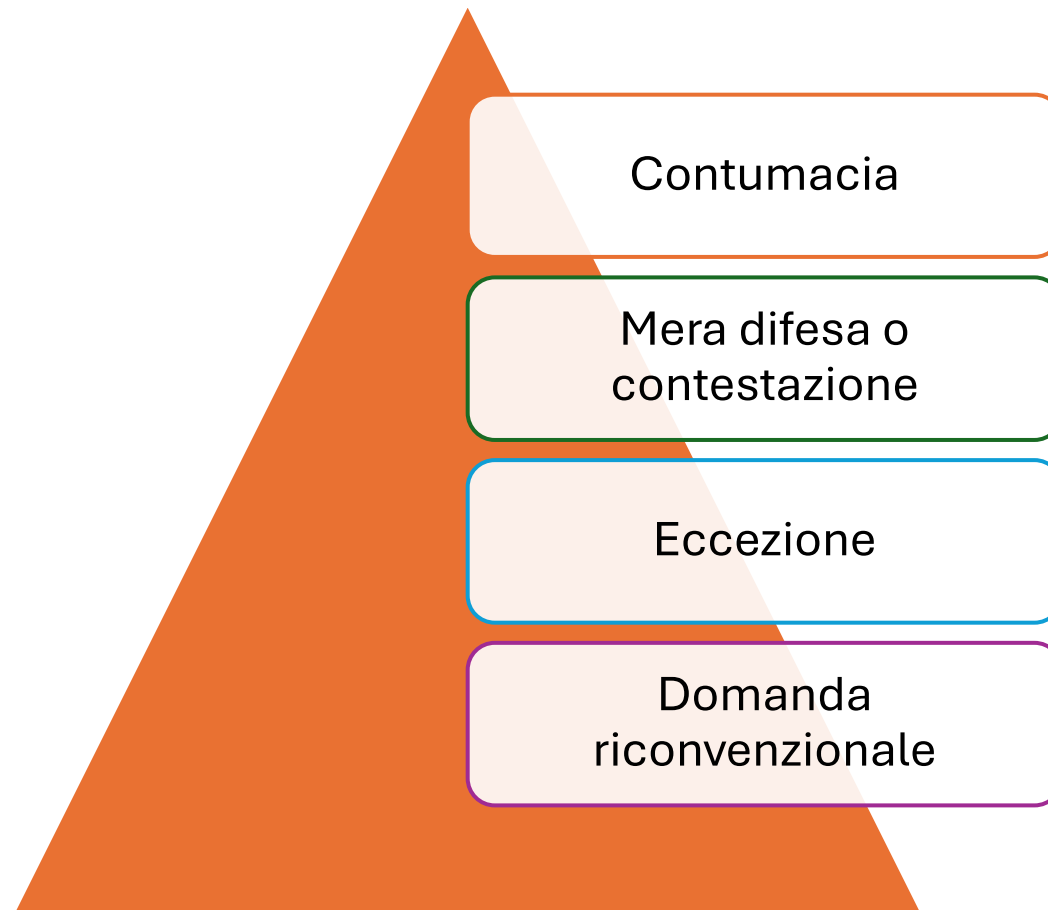 Contumacia
Mera difesa o
contestazione
Eccezione
Domanda
riconvenzionale